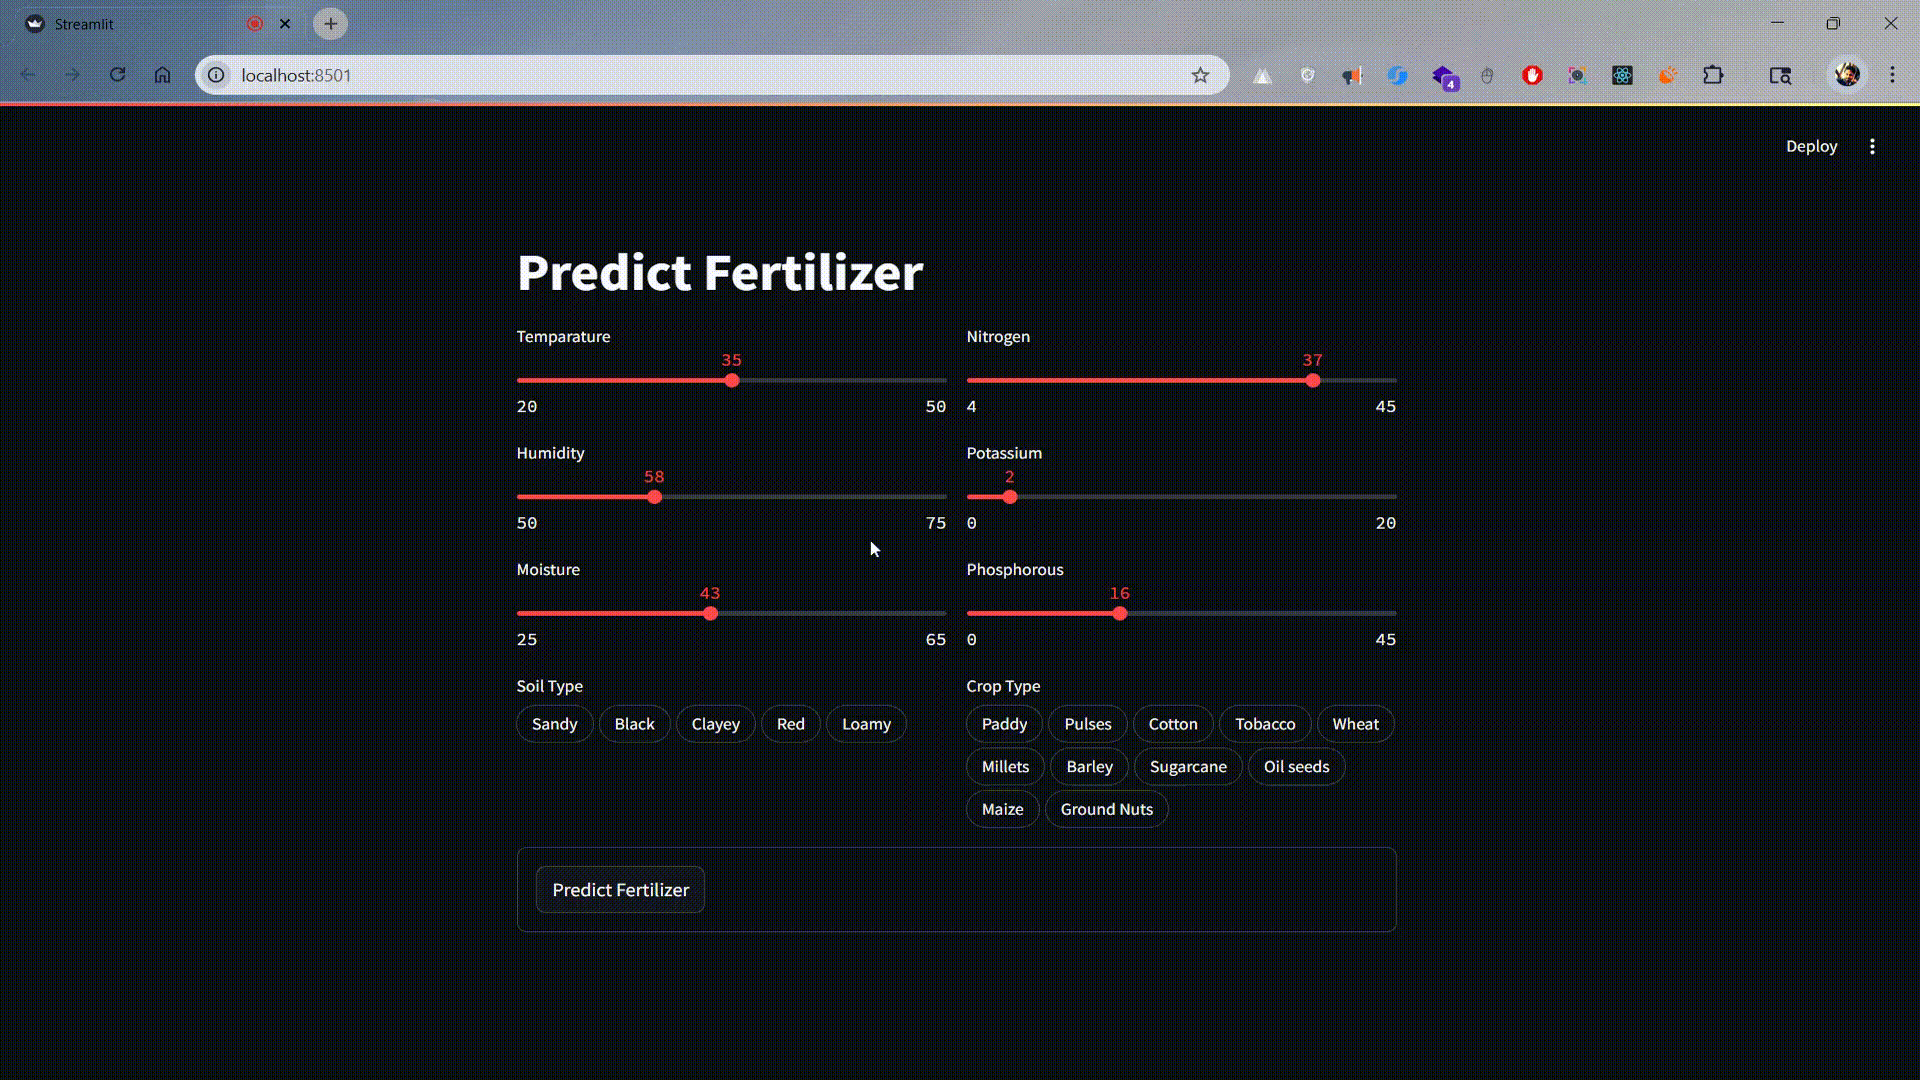 Streamlit
localhost:8501
4
Deploy
Predict Fertilizer
Temparature
35
20 50
Nitrogen
37
4 45
Humidity
58
50 75
Potassium
2
0 20
Moisture
43
25 65
Phosphorous
16
0 45
Soil Type
Sandy Black Clayey Red Loamy
Crop Type
Paddy Pulses Cotton Tobacco Wheat
Millets Barley Sugarcane Oil seeds
Maize Ground Nuts
Predict Fertilizer